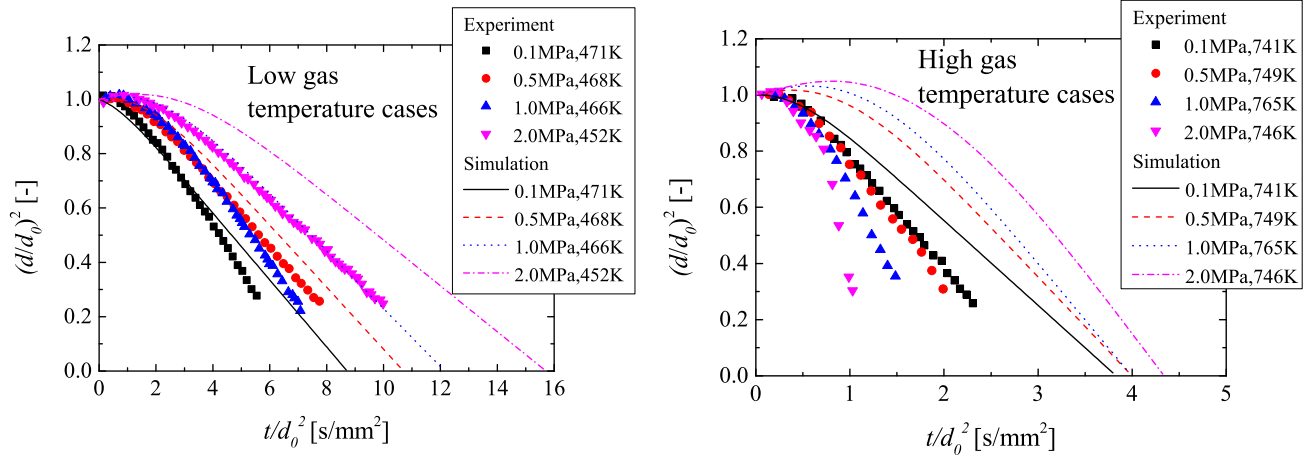 Experiment
0.1MPa,471K
0.5MPa,468K
1.0MPa,466K
2.0MPa,452K
Simulation
0.1MPa,471K
0.5MPa,468K
1.0MPa,466K
2.0MPa,452K
Low gas
temperature cases
1.2
1.0
0.8
0.6
0.4
0.2
0.0
0 2 4 6 8 10 12 14 16
(d/d₀)² [-]
t/d₀² [s/mm²]
Experiment
0.1MPa,741K
0.5MPa,749K
1.0MPa,765K
2.0MPa,746K
Simulation
0.1MPa,741K
0.5MPa,749K
1.0MPa,765K
2.0MPa,746K
High gas
temperature cases
1.2
1.0
0.8
0.6
0.4
0.2
0.0
0 1 2 3 4 5
(d/d₀)² [-]
t/d₀² [s/mm²]